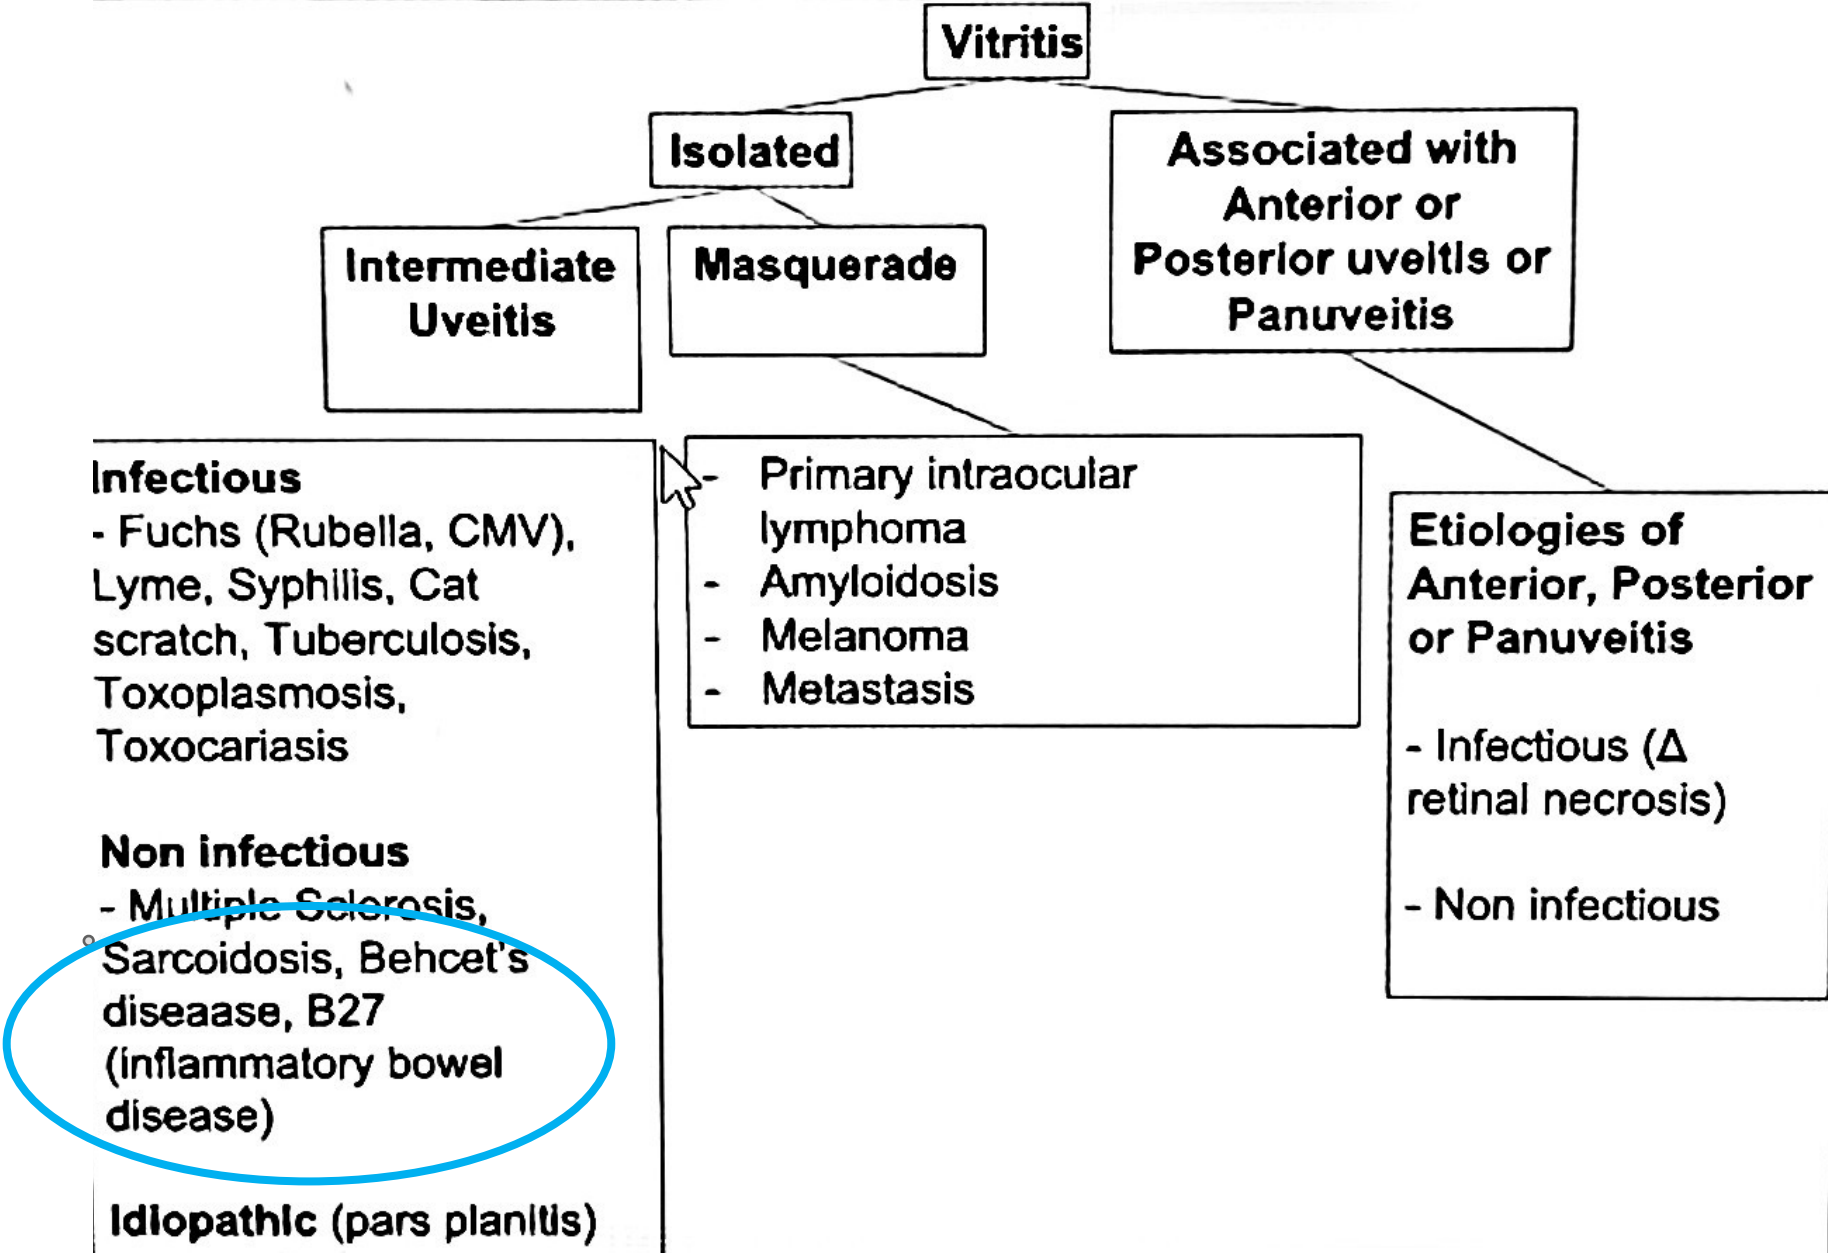 Vitritis
Isolated
Associated with
Anterior or
Posterior uveitis or
Panuveitis
Intermediate
Uveitis
Masquerade
Infectious
- Fuchs (Rubella, CMV),
Lyme, Syphilis, Cat
scratch, Tuberculosis,
Toxoplasmosis,
Toxocariasis
Non infectious
- Multiple Sclerosis,
Sarcoidosis, Behcet's
diseaase, B27
(inflammatory bowel
disease)
Idiopathic (pars planitis)
- Primary intraocular
lymphoma
- Amyloidosis
- Melanoma
- Metastasis
Etiologies of
Anterior, Posterior
or Panuveitis
- Infectious (Δ
retinal necrosis)
- Non infectious